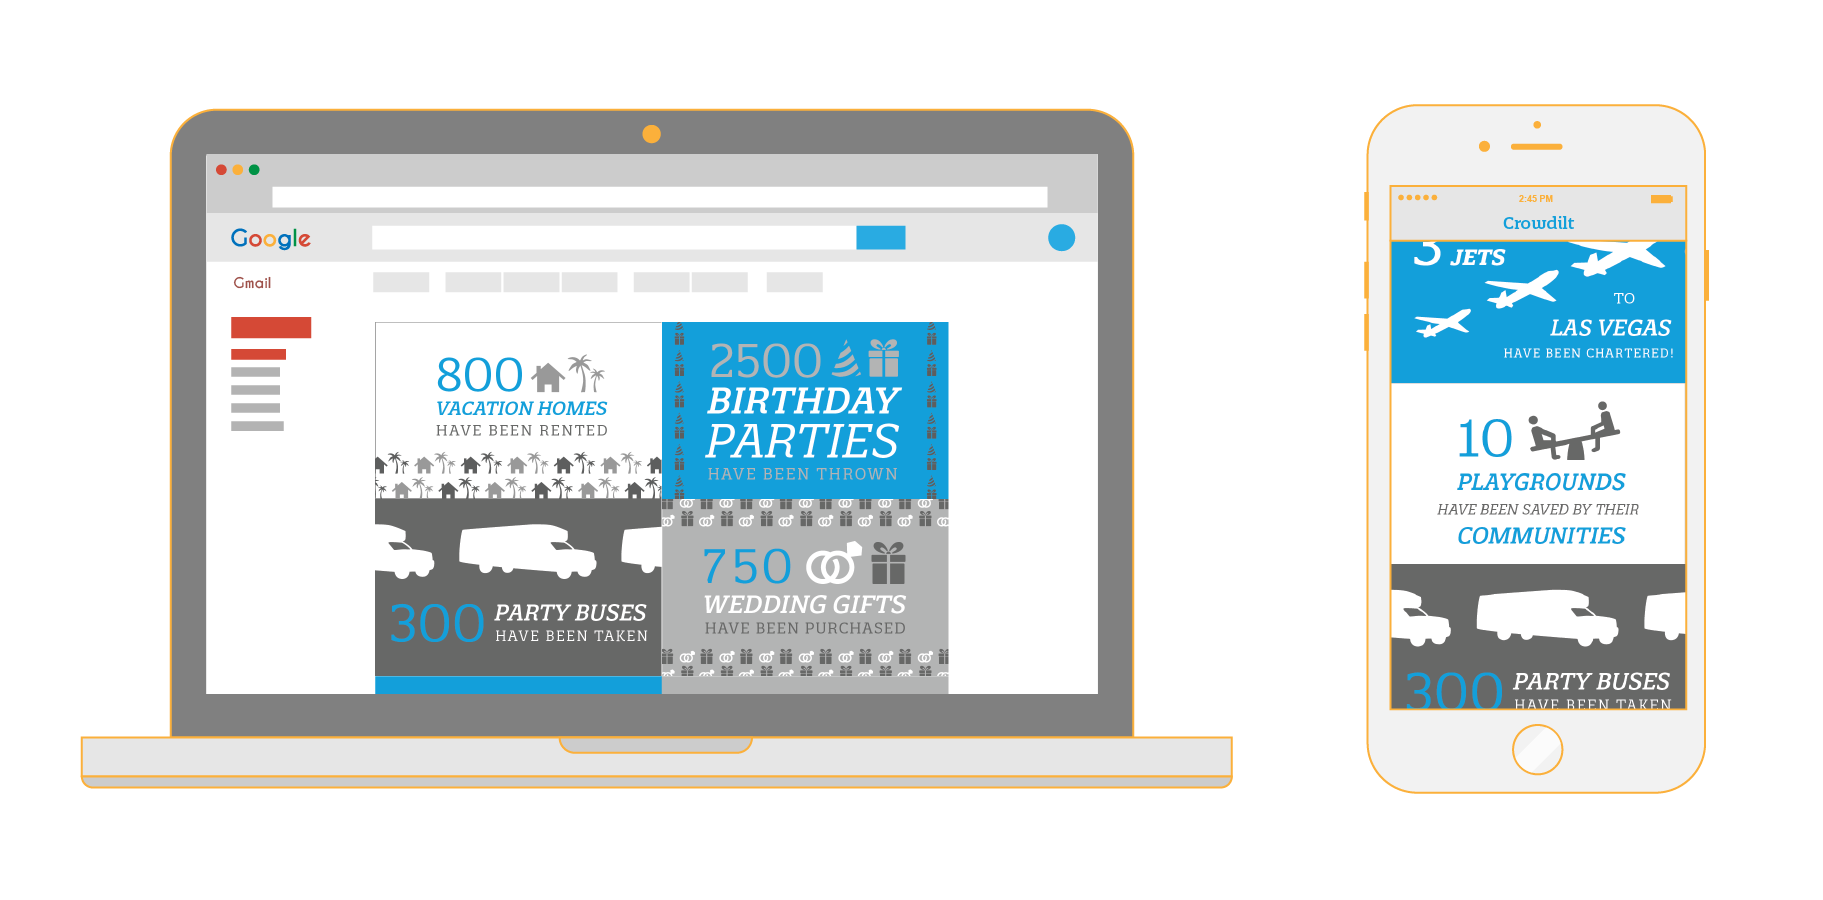 Google
Gmail
800
VACATION HOMES
HAVE BEEN RENTED
2500
BIRTHDAY
PARTIES
HAVE BEEN THROWN
300 PARTY BUSES
HAVE BEEN TAKEN
750
WEDDING GIFTS
HAVE BEEN PURCHASED
2:45 PM
Crowdilt
3 JETS
TO
LAS VEGAS
HAVE BEEN CHARTERED!
10
PLAYGROUNDS
HAVE BEEN SAVED BY THEIR
COMMUNITIES
300 PARTY BUSES
HAVE BEEN TAKEN